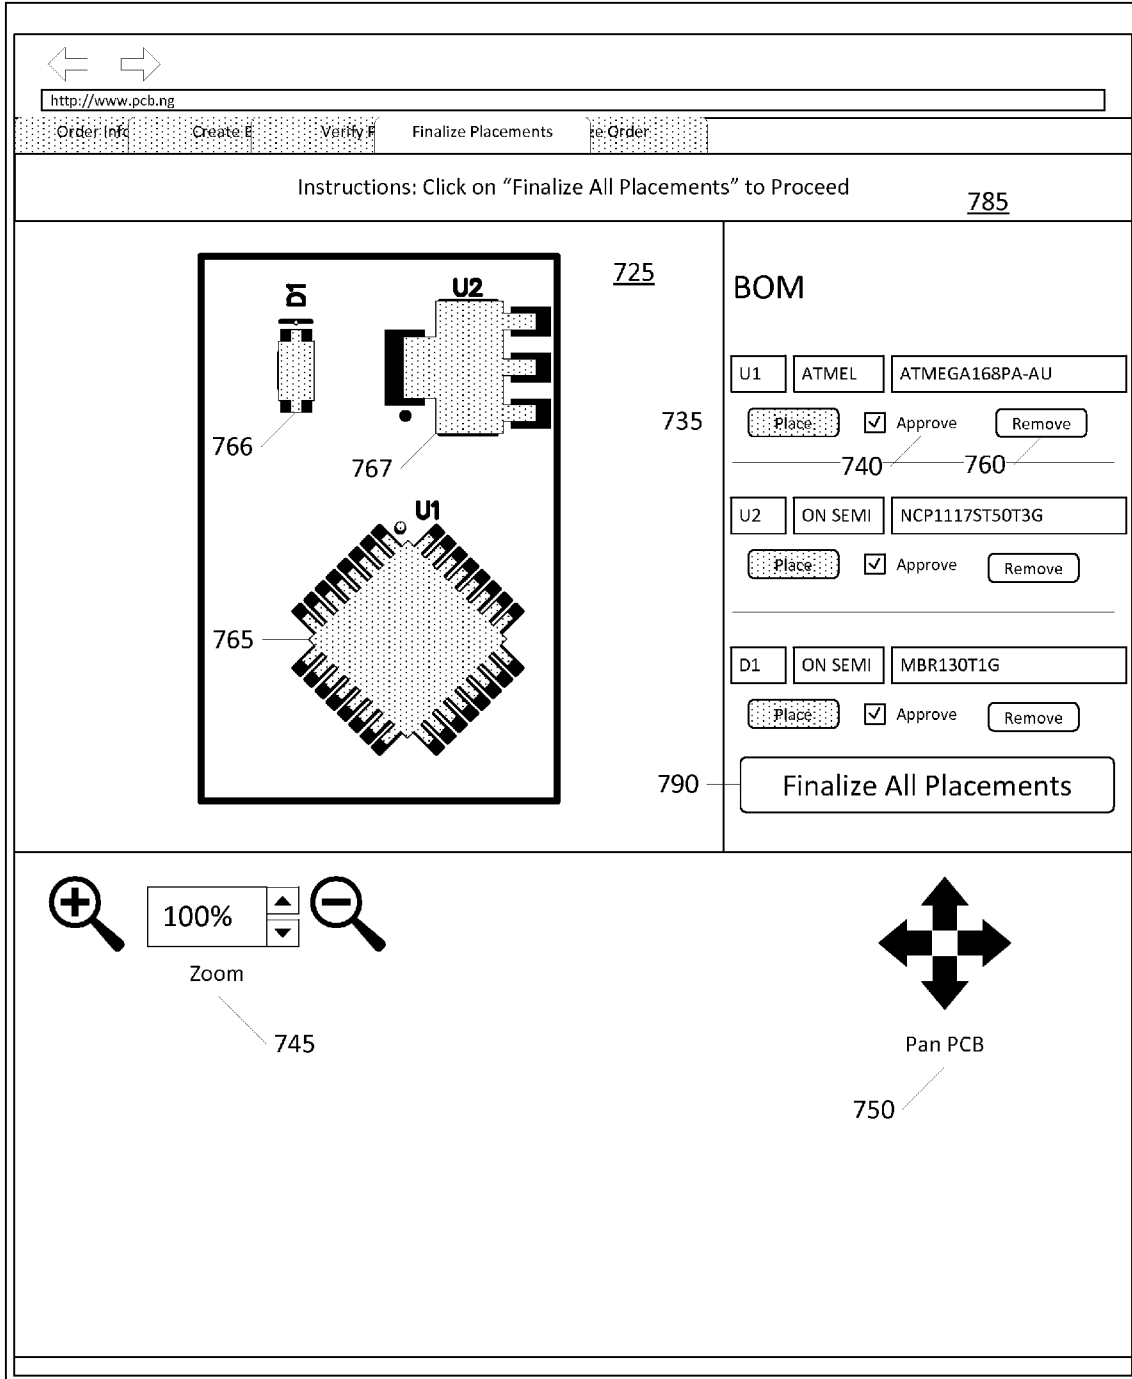 http://www.pcb.ng
Order Info
Create
Verify
Finalize Placements
Order
Instructions: Click on “Finalize All Placements” to Proceed
785
725
BOM
D1
U2
U1 ATMEL ATMEGA168PA-AU
735
Place Approve Remove
766
767
740
760
U1
U2 ON SEMI NCP1117ST50T3G
Place Approve Remove
765
D1 ON SEMI MBR130T1G
Place Approve Remove
790
Finalize All Placements
100%
Zoom
745
Pan PCB
750